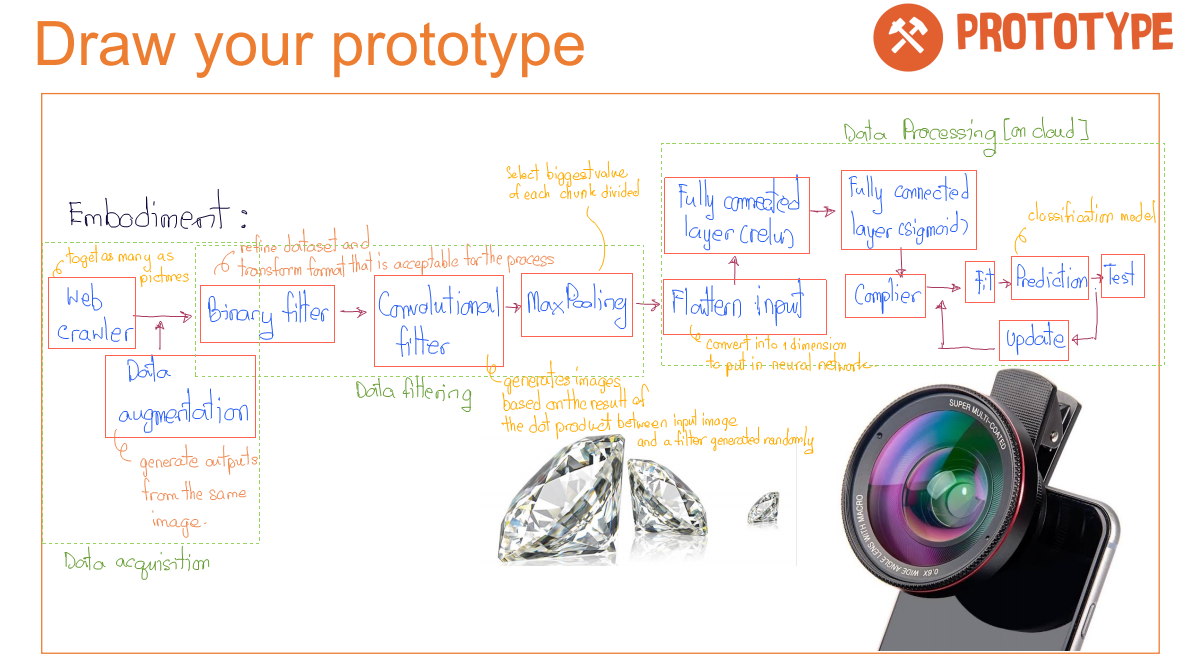 Draw your prototype
PROTOTYPE
Data Processing [on cloud]
Embodiment:
to get as many as
pictures
Web
crawler
Data
augmentation
generate outputs
from the same
image.
Data acquisition
refine dataset and
transform format that is acceptable for the process
Binary filter
Convolutional
filter
Max Pooling
Select biggest value
of each chunk divided
Data filtering
generates images
based on the result of
the dot product between input image
and a filter generated randomly
Flattern input
convert into 1 dimension
to put in neural network
Fully connected
layer (relu)
Fully connected
layer (sigmoid)
Complier
Fit
Prediction
classification model
Test
Update
SUPER MULTI-COATED
0.6X WIDE ANGLE LENS WITH MACRO